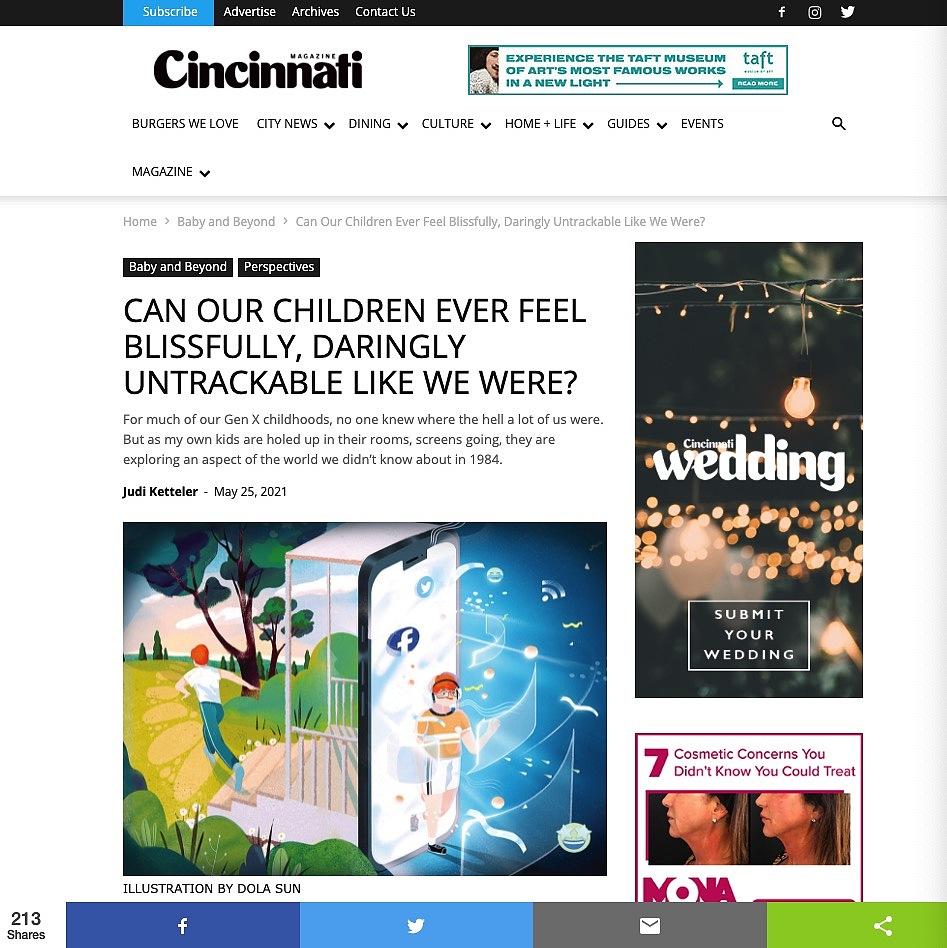 Subscribe Advertise Archives Contact Us
MAGAZINE
Cincinnati
EXPERIENCE THE TAFT MUSEUM
OF ART'S MOST FAMOUS WORKS
IN A NEW LIGHT
taft
MUSEUM OF ART
READ MORE
BURGERS WE LOVE CITY NEWS DINING CULTURE HOME + LIFE GUIDES EVENTS
MAGAZINE
Home > Baby and Beyond > Can Our Children Ever Feel Blissfully, Daringly Untrackable Like We Were?
Baby and Beyond Perspectives
CAN OUR CHILDREN EVER FEEL
BLISSFULLY, DARINGLY
UNTRACKABLE LIKE WE WERE?
For much of our Gen X childhoods, no one knew where the hell a lot of us were.
But as my own kids are holed up in their rooms, screens going, they are
exploring an aspect of the world we didn't know about in 1984.
Judi Ketteler - May 25, 2021
ILLUSTRATION BY DOLA SUN
Cincinnati
wedding
SUBMIT
YOUR
WEDDING
7 Cosmetic Concerns You
Didn't Know You Could Treat
MONA
213
Shares